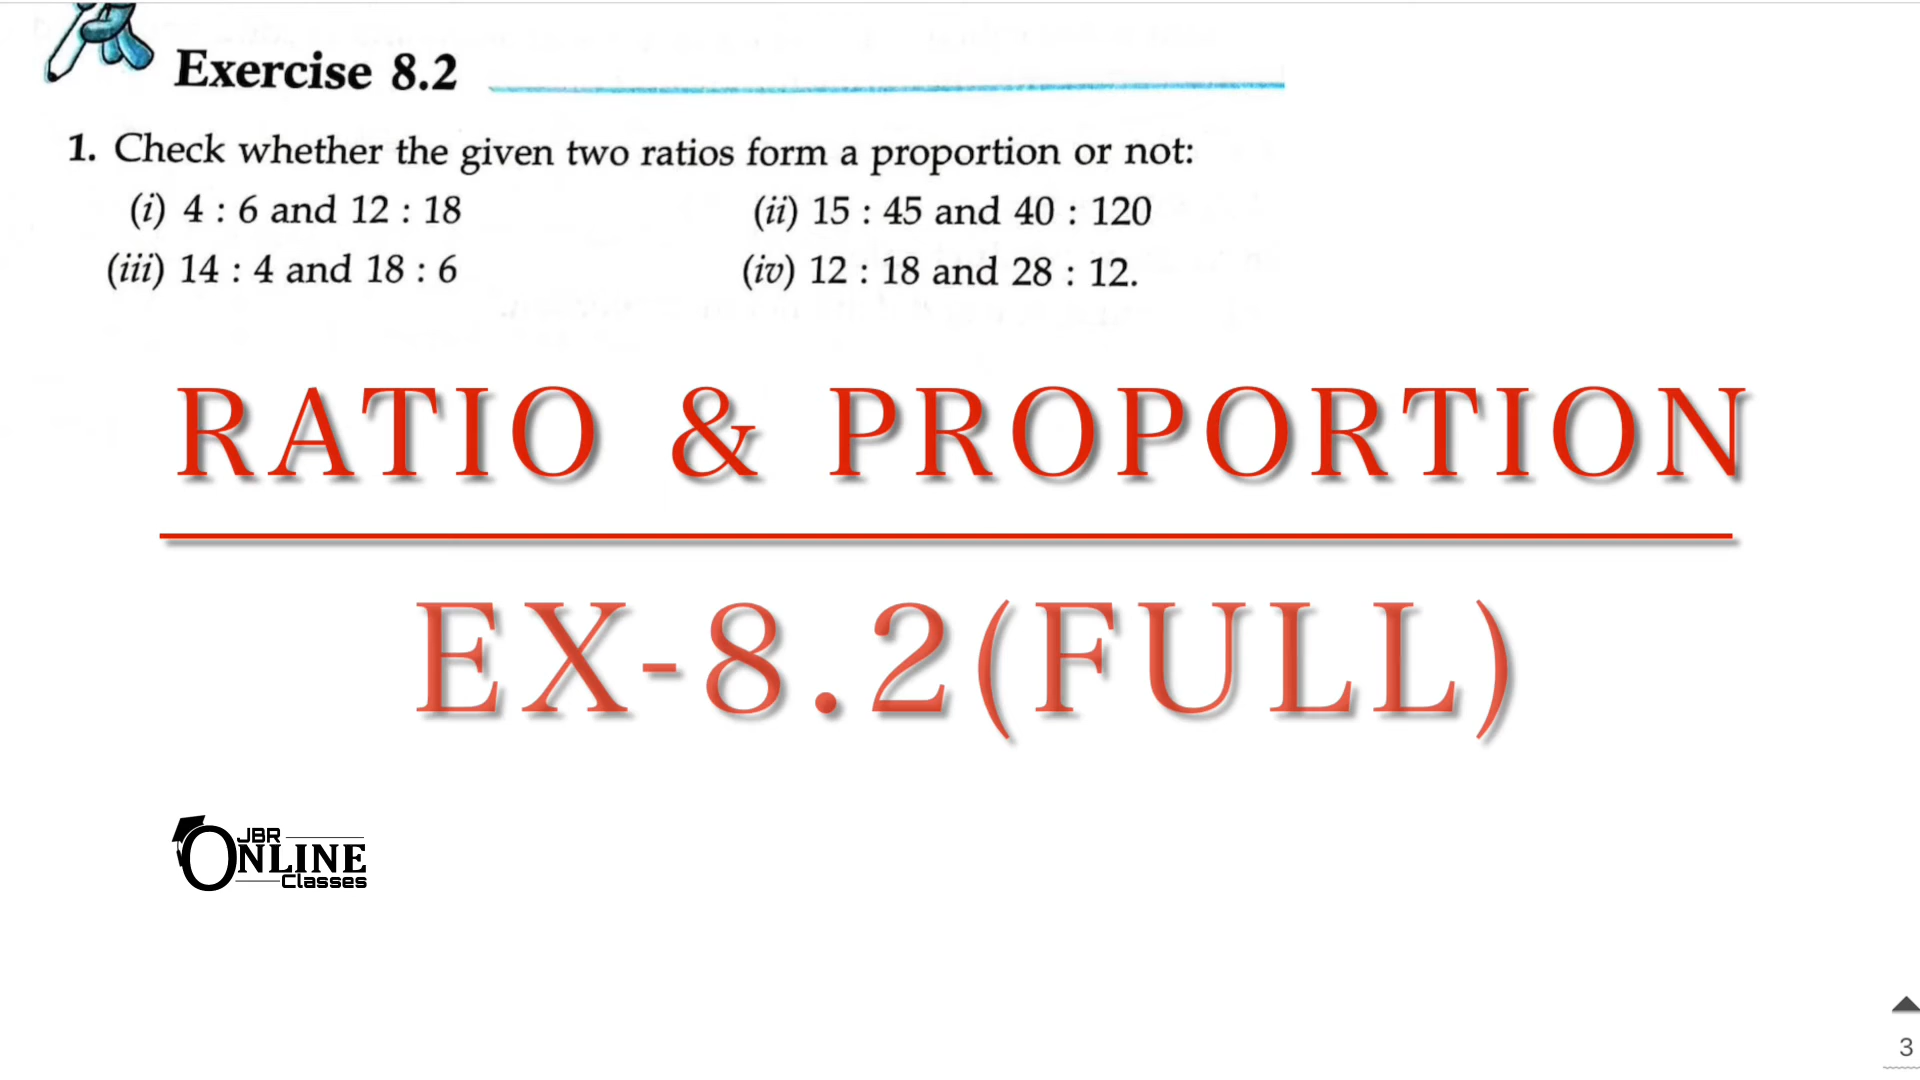 Exercise 8.2
1. Check whether the given two ratios form a proportion or not:
(i) 4 : 6 and 12 : 18 (ii) 15 : 45 and 40 : 120
(iii) 14 : 4 and 18 : 6 (iv) 12 : 18 and 28 : 12.
RATIO & PROPORTION
EX-8.2(FULL)
JBR
ONLINE
Classes
3